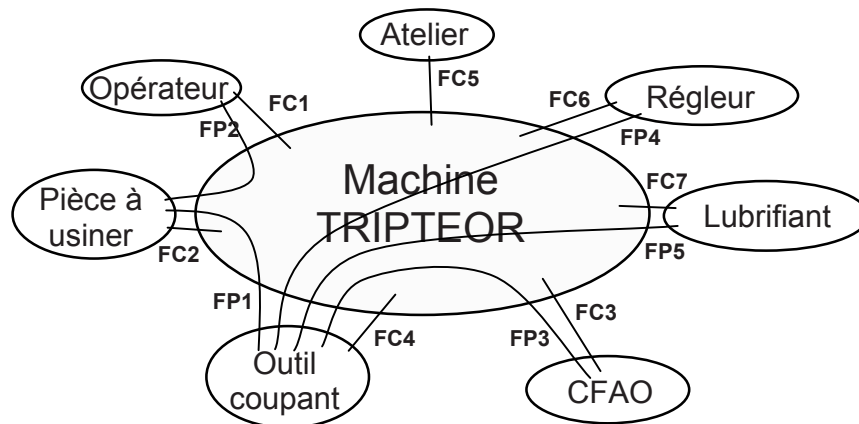 Atelier
Opérateur
FC1
FC5
FC6
Régleur
FP2
FP4
Machine
TRIPTEOR
Pièce à
usiner
FC7
Lubrifiant
FC2
FP5
FP1
FC4
FP3
FC3
Outil
coupant
CFAO